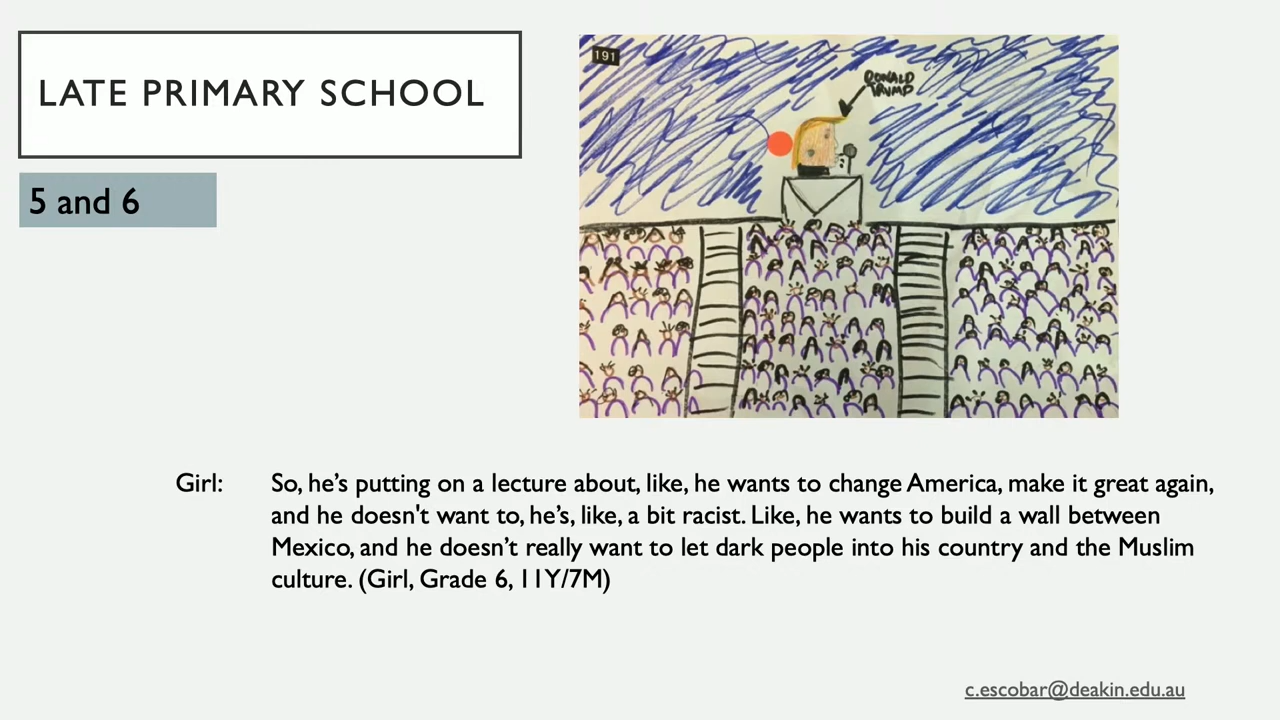 LATE PRIMARY SCHOOL
5 and 6
191
DONALD
TRUMP
Girl: So, he's putting on a lecture about, like, he wants to change America, make it great again,
and he doesn't want to, he's, like, a bit racist. Like, he wants to build a wall between
Mexico, and he doesn't really want to let dark people into his country and the Muslim
culture. (Girl, Grade 6, 11Y/7M)
c.escobar@deakin.edu.au